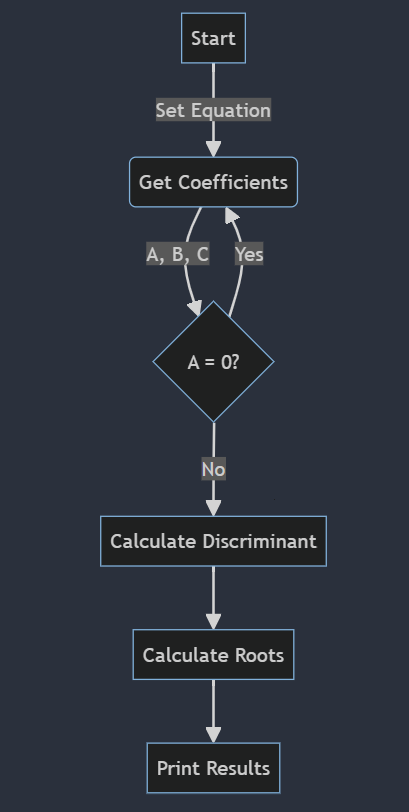 Start
Set Equation
Get Coefficients
A, B, C
Yes
A = 0?
No
Calculate Discriminant
Calculate Roots
Print Results